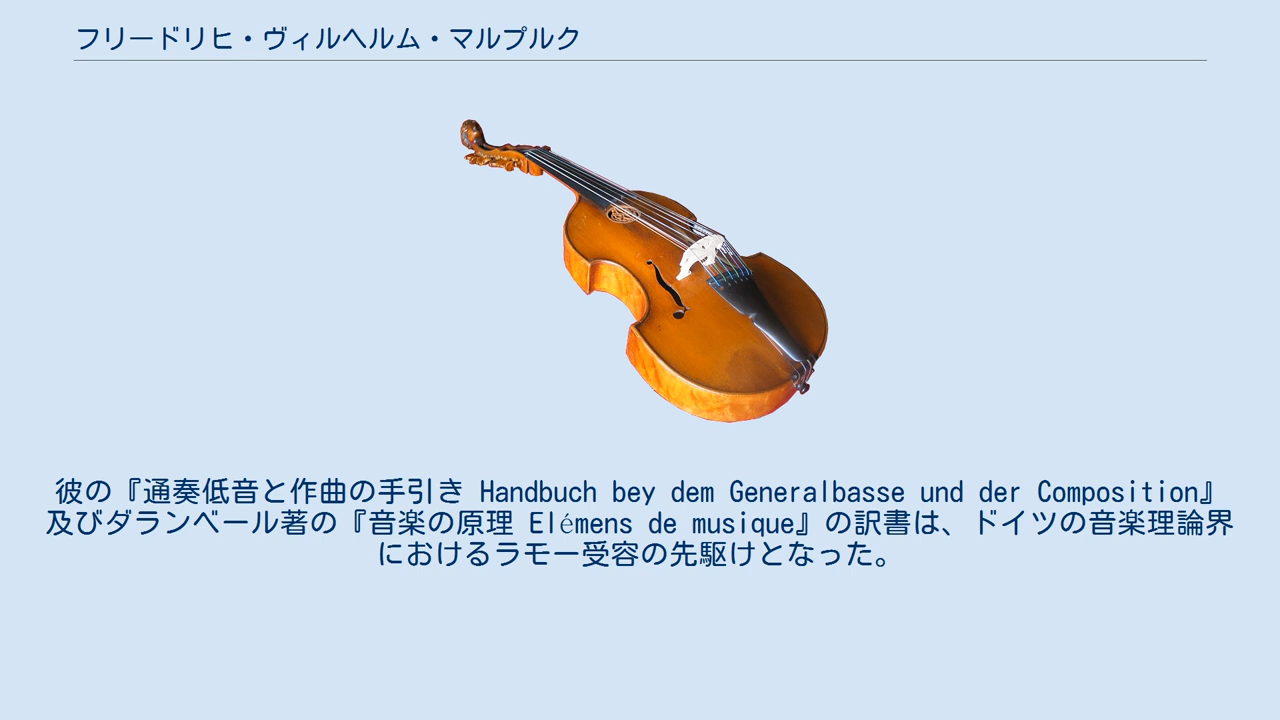 フリードリヒ・ヴィルヘルム・マルプルク
彼の『通奏低音と作曲の手引き Handbuch bey dem Generalbasse und der Composition』
及びダランベール著の『音楽の原理 Elémens de musique』の訳書は、ドイツの音楽理論界
におけるラモー受容の先駆けとなった。